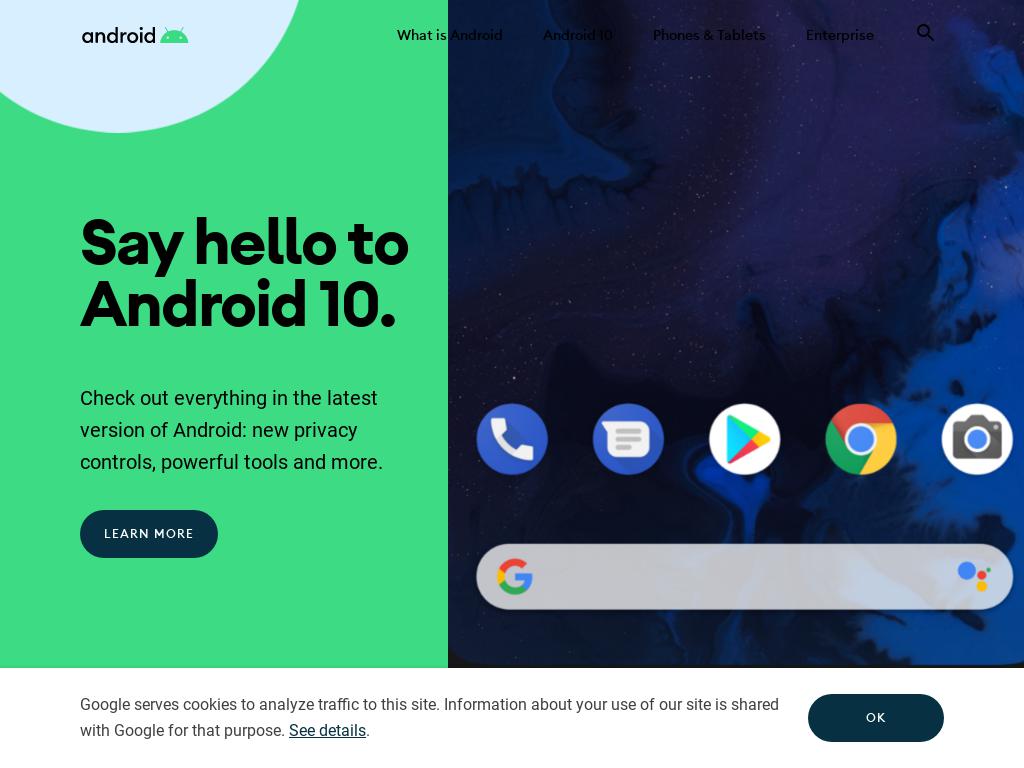 android
What is Android
Android 10
Phones & Tablets
Enterprise
Say hello to
Android 10.
Check out everything in the latest
version of Android: new privacy
controls, powerful tools and more.
LEARN MORE
Google serves cookies to analyze traffic to this site. Information about your use of our site is shared
with Google for that purpose. See details.
OK